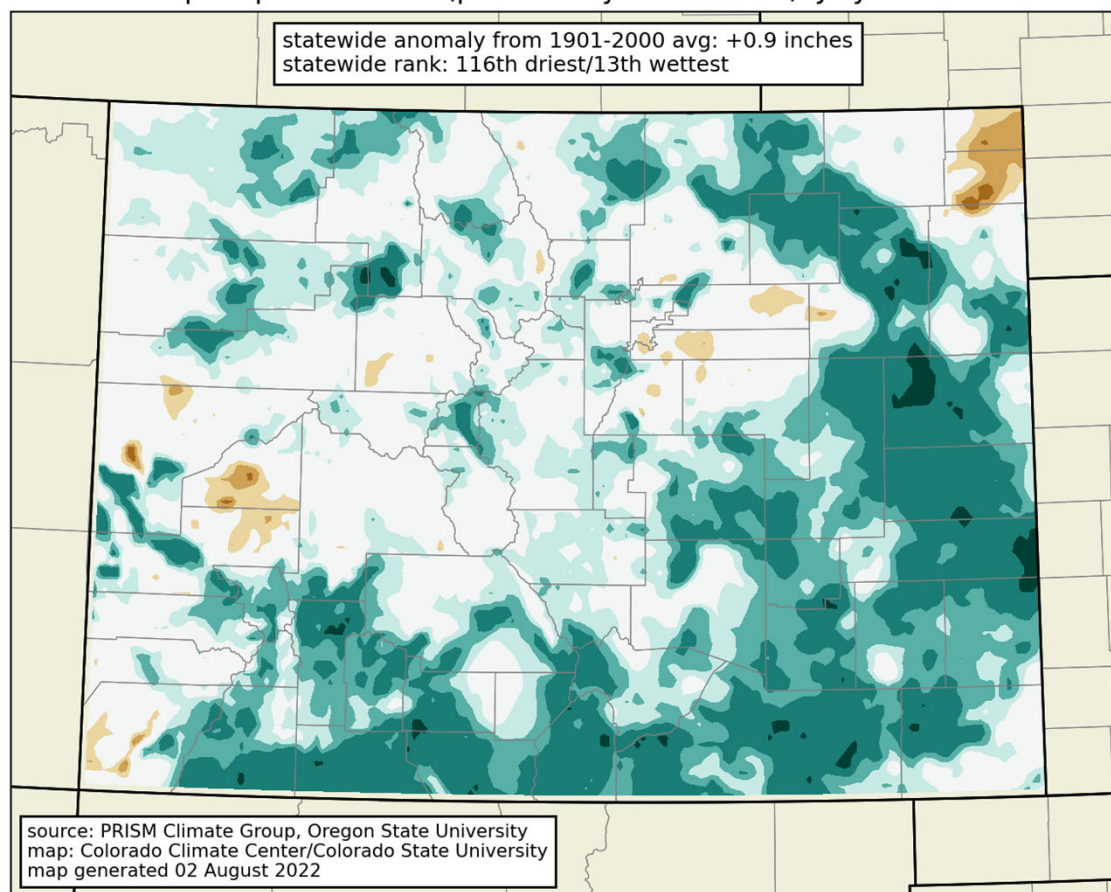 statewide anomaly from 1901-2000 avg: +0.9 inches
statewide rank: 116th driest/13th wettest
source: PRISM Climate Group, Oregon State University
map: Colorado Climate Center/Colorado State University
map generated 02 August 2022